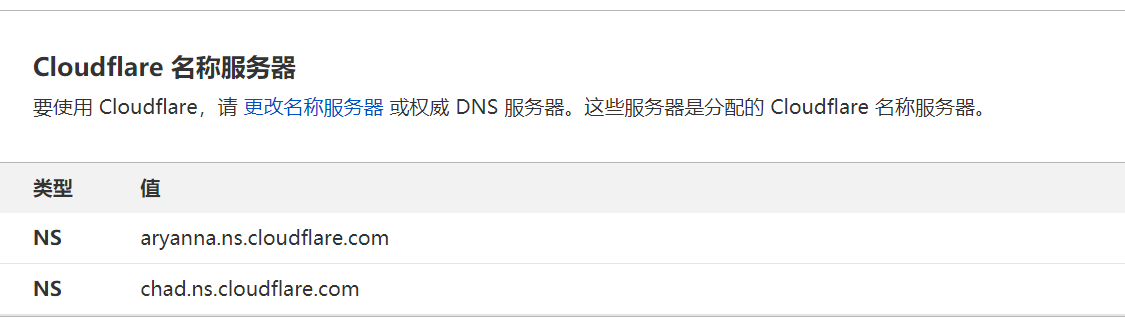 Cloudflare 名称服务器
要使用 Cloudflare，请 更改名称服务器 或权威 DNS 服务器。这些服务器是分配的 Cloudflare 名称服务器。
类型 值
NS aryanna.ns.cloudflare.com
NS chad.ns.cloudflare.com